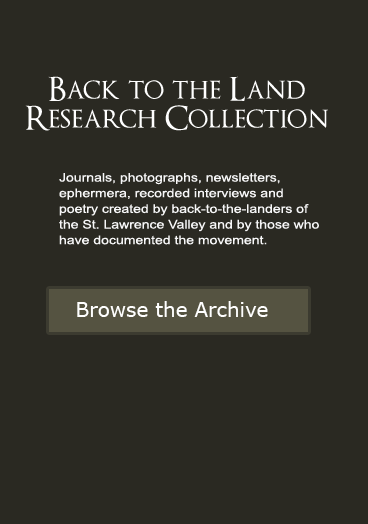 Back to the Land
Research Collection
Journals, photographs, newsletters,
ephemera, recorded interviews and
poetry created by back-to-the-landers of
the St. Lawrence Valley and by those who
have documented the movement.
Browse the Archive